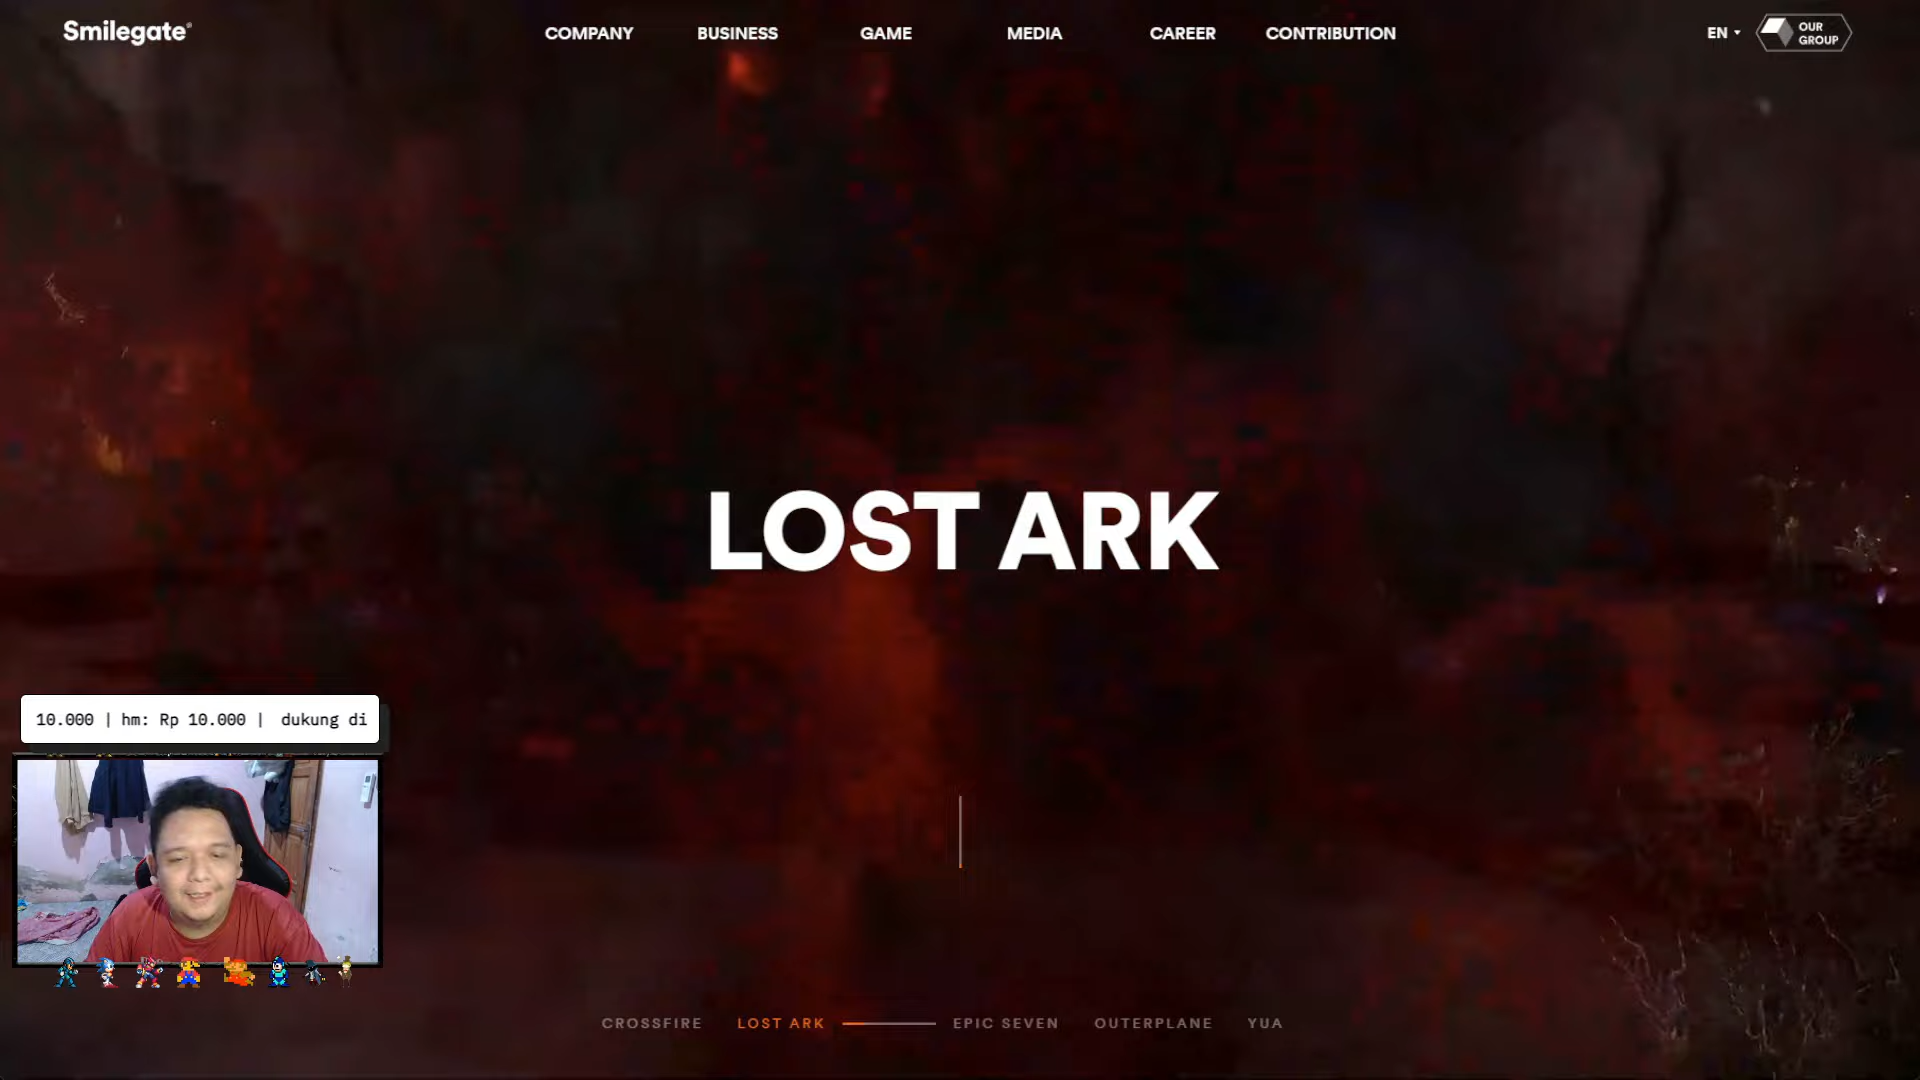 Smilegate
COMPANY BUSINESS GAME MEDIA CAREER CONTRIBUTION
EN
OUR
GROUP
LOST ARK
10.000 | hm: Rp 10.000 | dukung di
CROSSFIRE LOST ARK EPIC SEVEN OUTERPLANE YUA